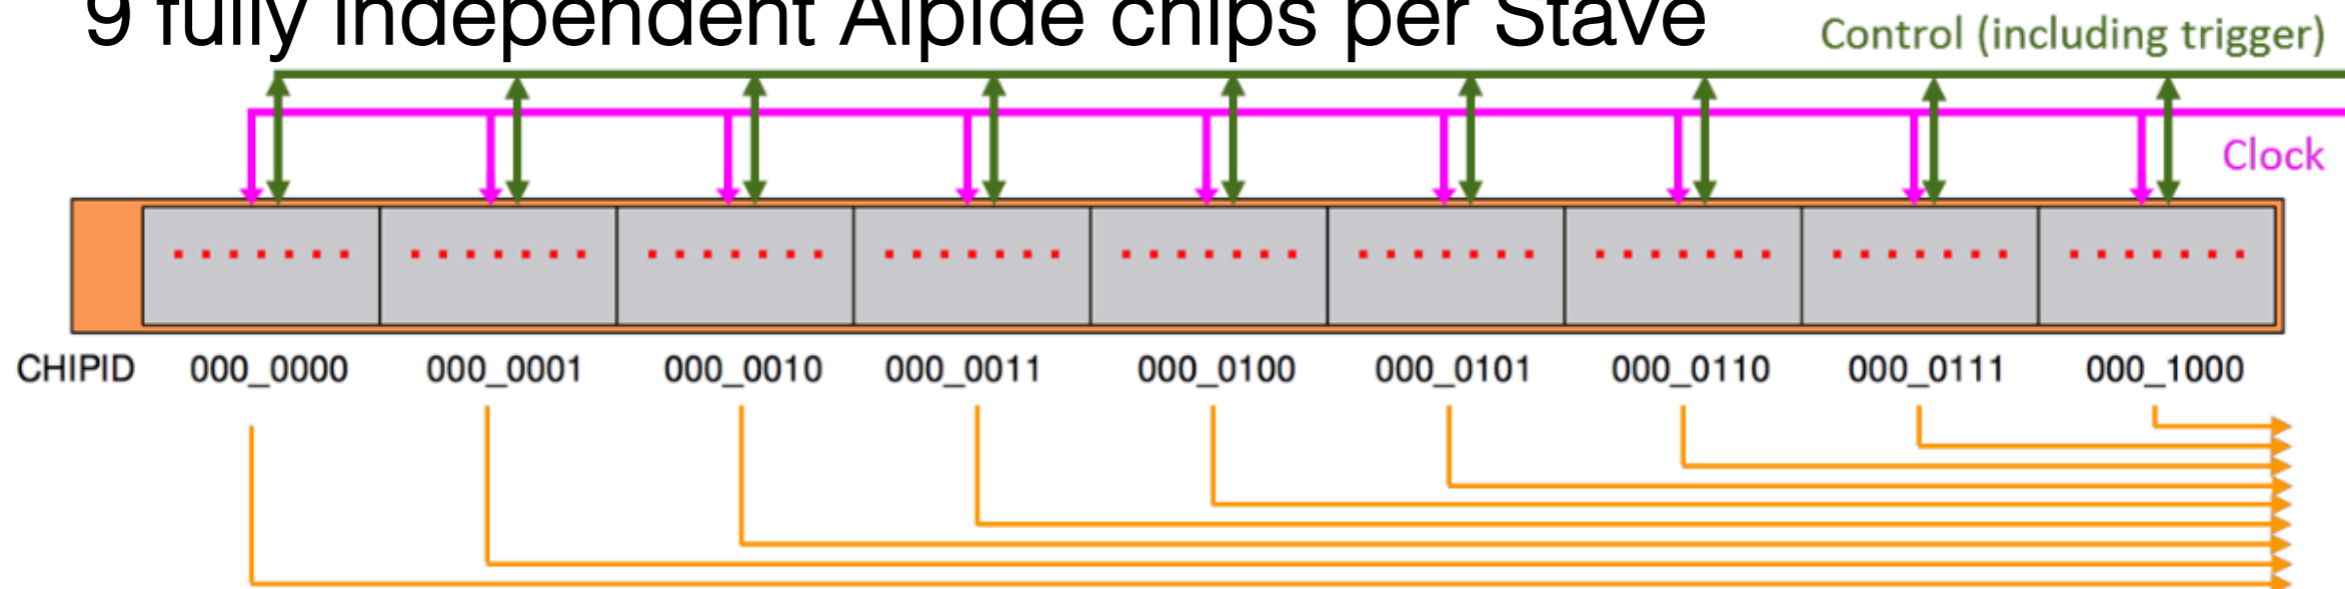 9 fully independent Alpide chips per Stave
Control (including trigger)
Clock
CHIPID 000_0000 000_0001 000_0010 000_0011 000_0100 000_0101 000_0110 000_0111 000_1000